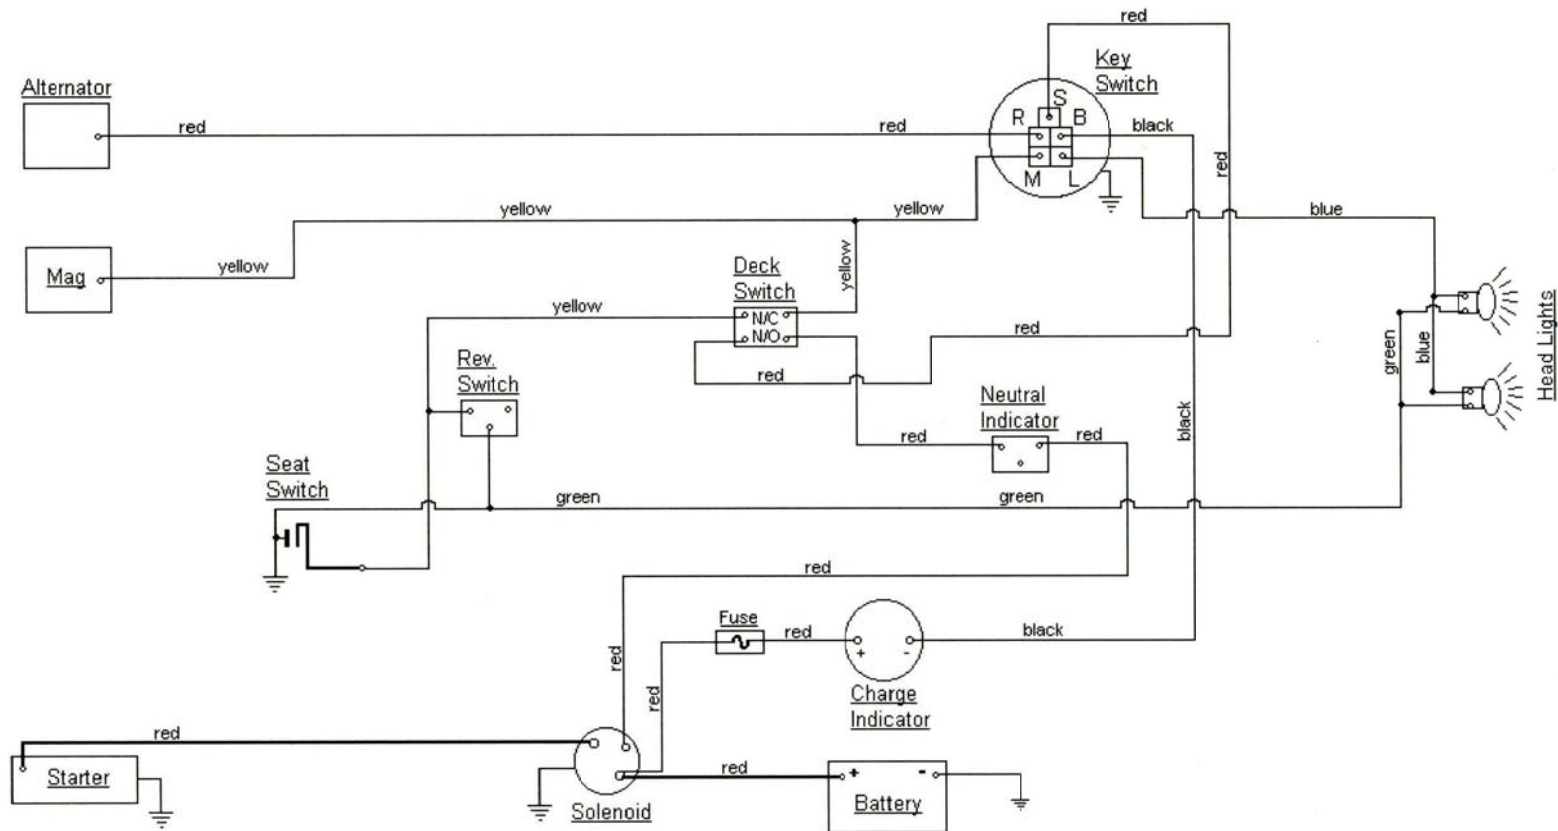 red
Key
Switch
Alternator
S
R
B
red
red
black
M
L
red
yellow
yellow
blue
yellow
Mag
yellow
Deck
Switch
yellow
N/C
N/O
red
red
Rev.
Switch
green
blue
Head Lights
Neutral
Indicator
black
red
red
Seat
Switch
green
green
red
Fuse
red
black
+
-
red
red
Charge
Indicator
red
Starter
Solenoid
red
+
-
Battery